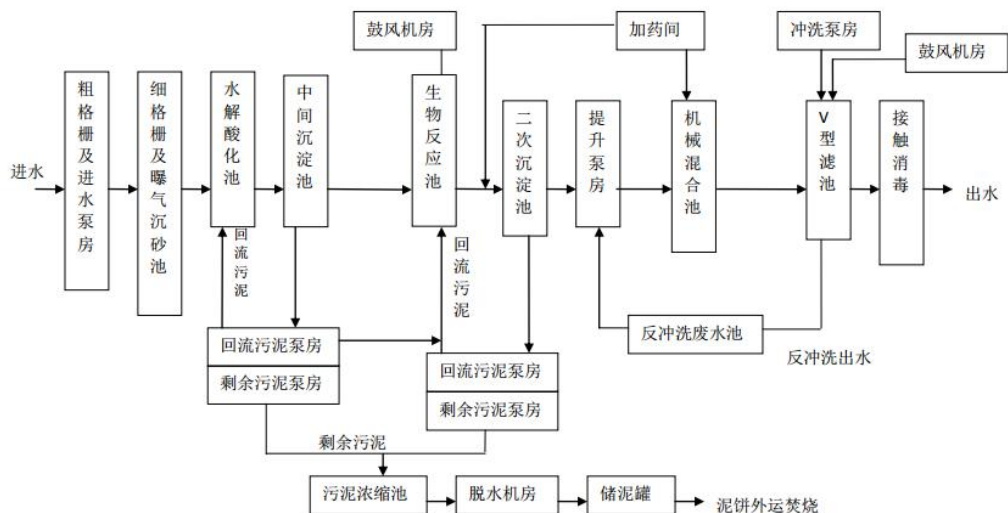 鼓风机房
加药间
冲洗泵房
鼓风机房
进水
粗格栅及进水泵房
细格栅及曝气沉砂池
水解酸化池
中间沉淀池
生物反应池
二次沉淀池
提升泵房
机械混合池
V型滤池
接触消毒
出水
回流污泥
回流污泥
回流污泥泵房
剩余污泥泵房
回流污泥泵房
剩余污泥泵房
反冲洗废水池
反冲洗出水
剩余污泥
污泥浓缩池
脱水机房
储泥罐
泥饼外运焚烧